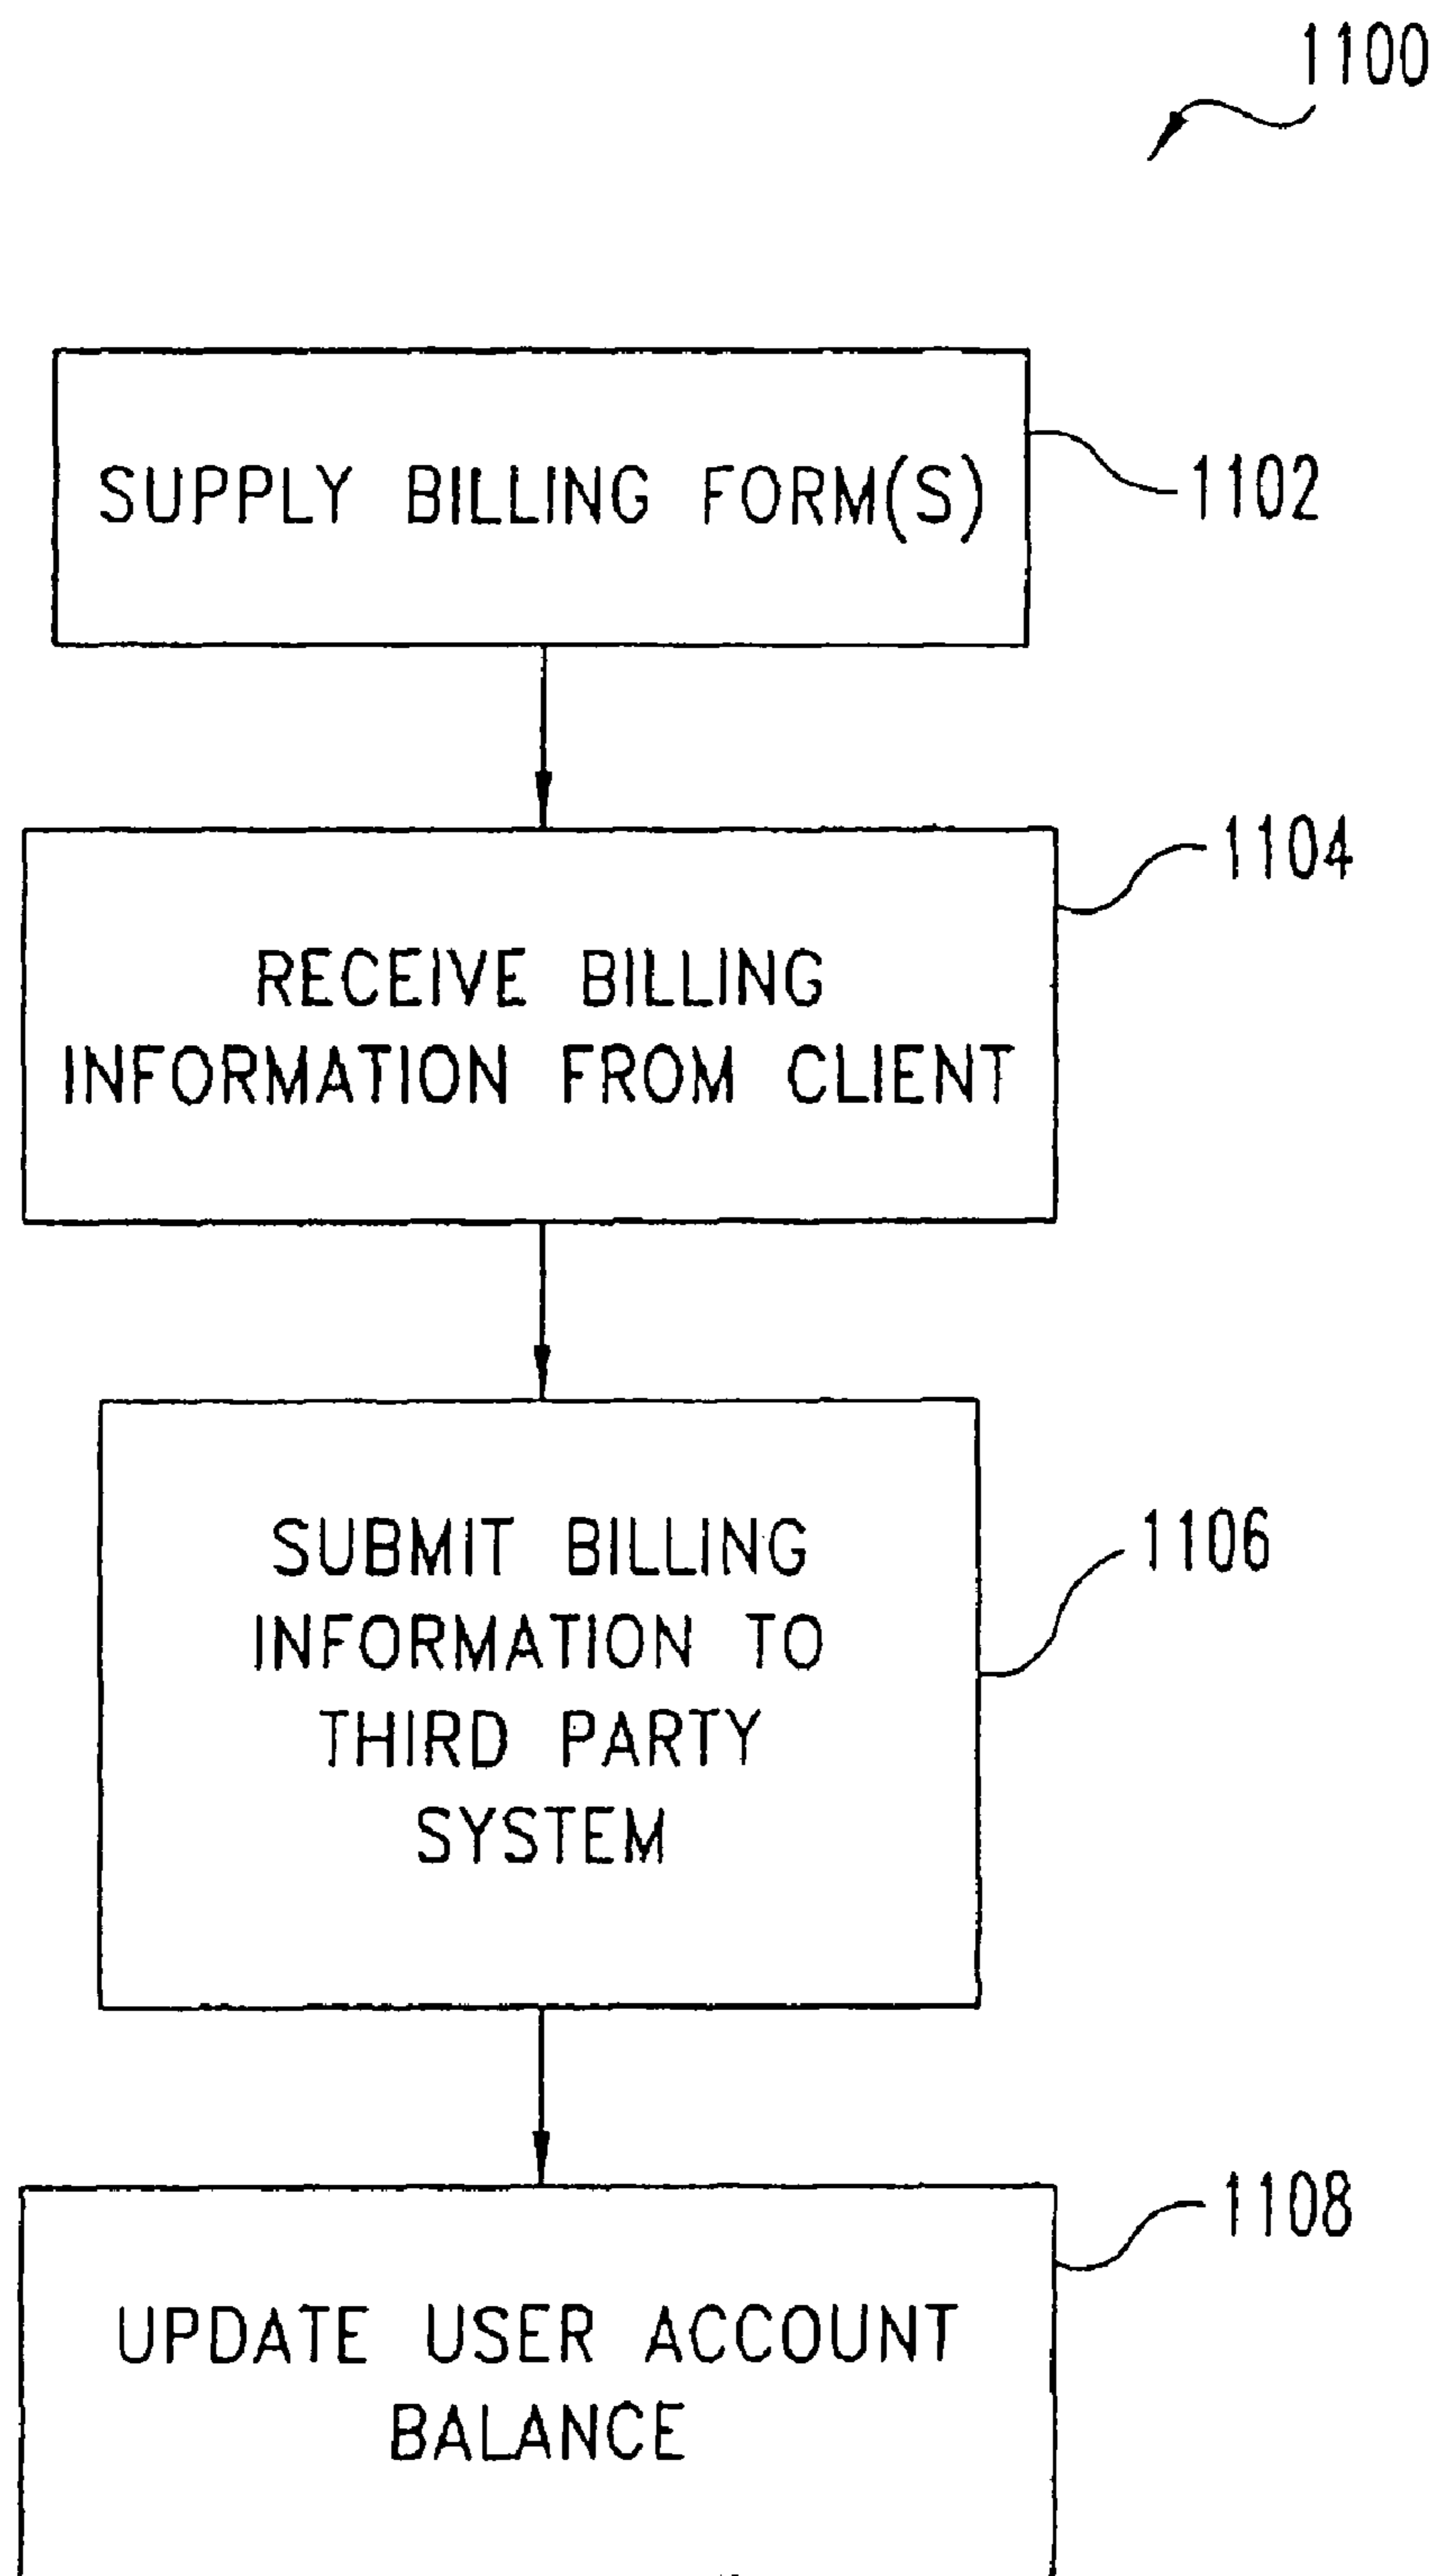 1100
SUPPLY BILLING FORM(S)
1102
1104
RECEIVE BILLING
INFORMATION FROM CLIENT
1106
SUBMIT BILLING
INFORMATION TO
THIRD PARTY
SYSTEM
1108
UPDATE USER ACCOUNT
BALANCE